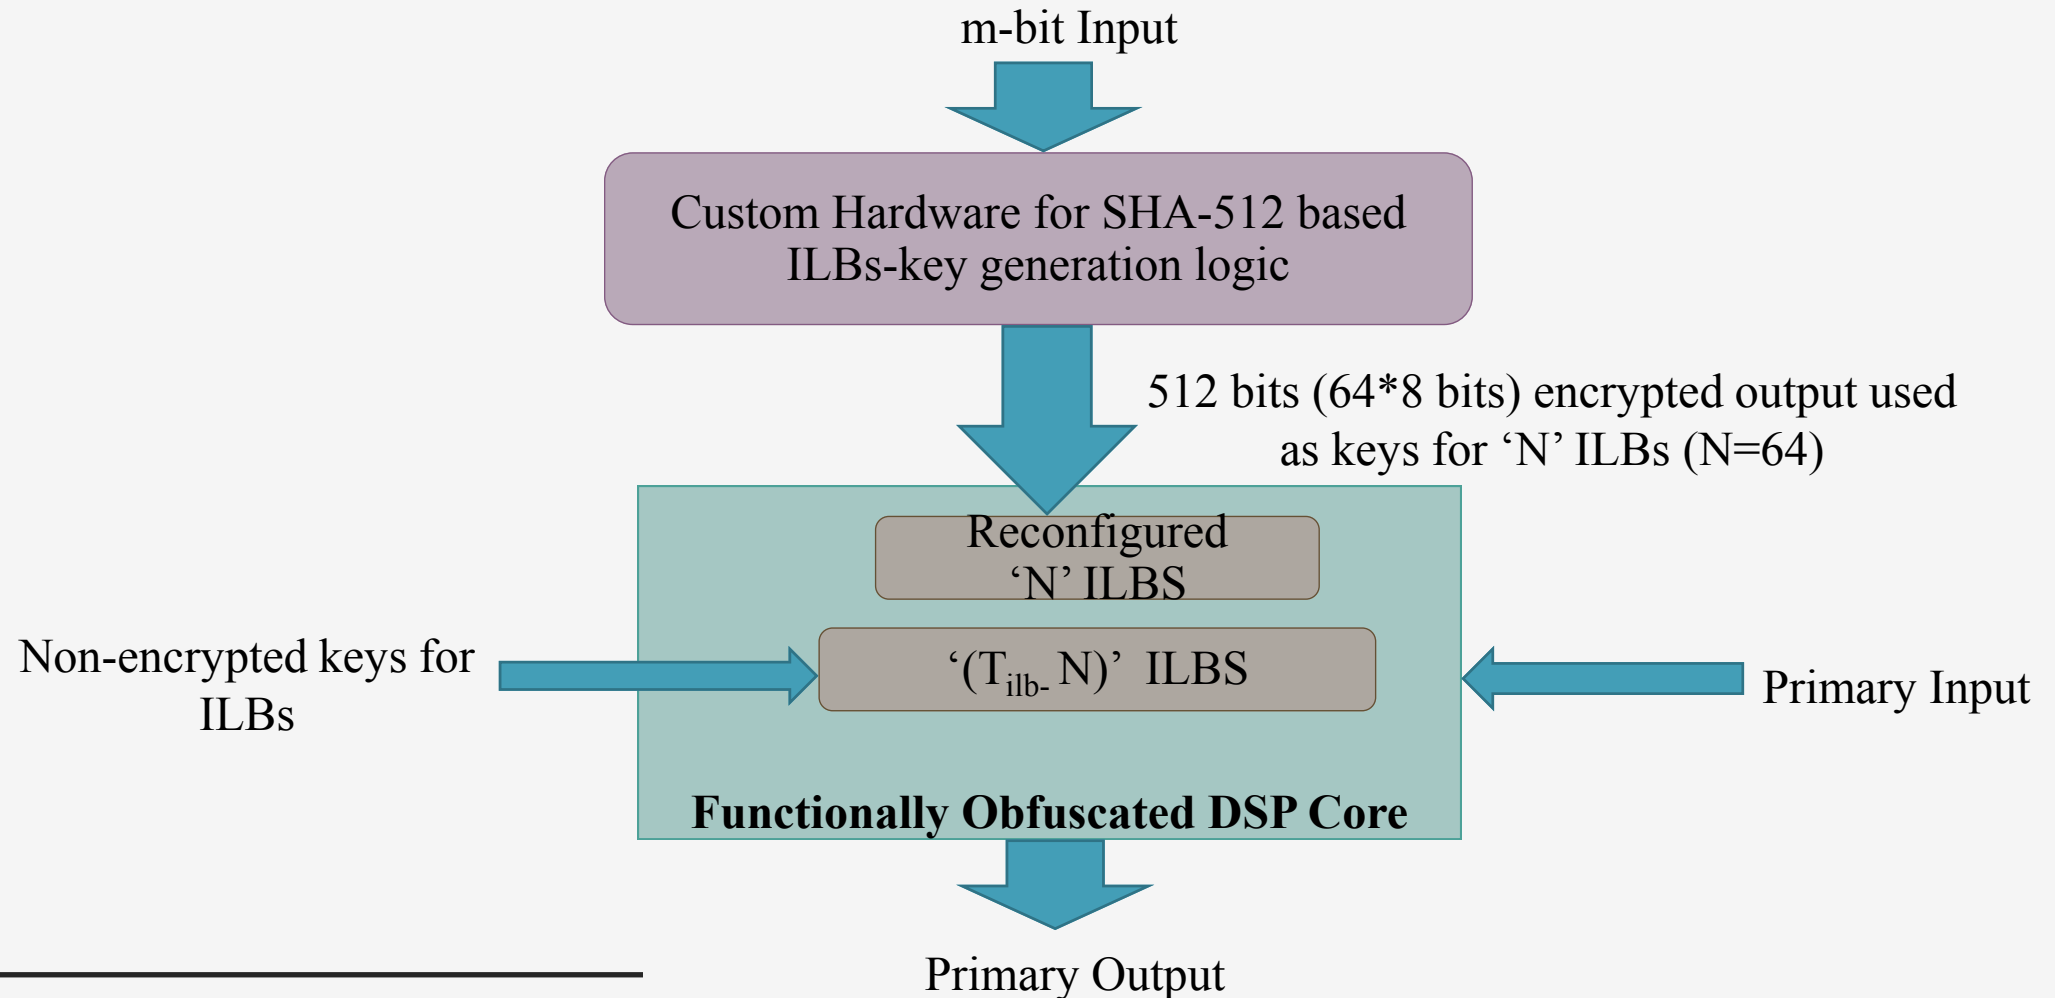 m-bit Input
Custom Hardware for SHA-512 based
ILBs-key generation logic
512 bits (64*8 bits) encrypted output used
as keys for ‘N’ ILBs (N=64)
Reconfigured
‘N’ ILBS
Non-encrypted keys for
ILBs
‘(Tilb- N)’ ILBS
Primary Input
Functionally Obfuscated DSP Core
Primary Output